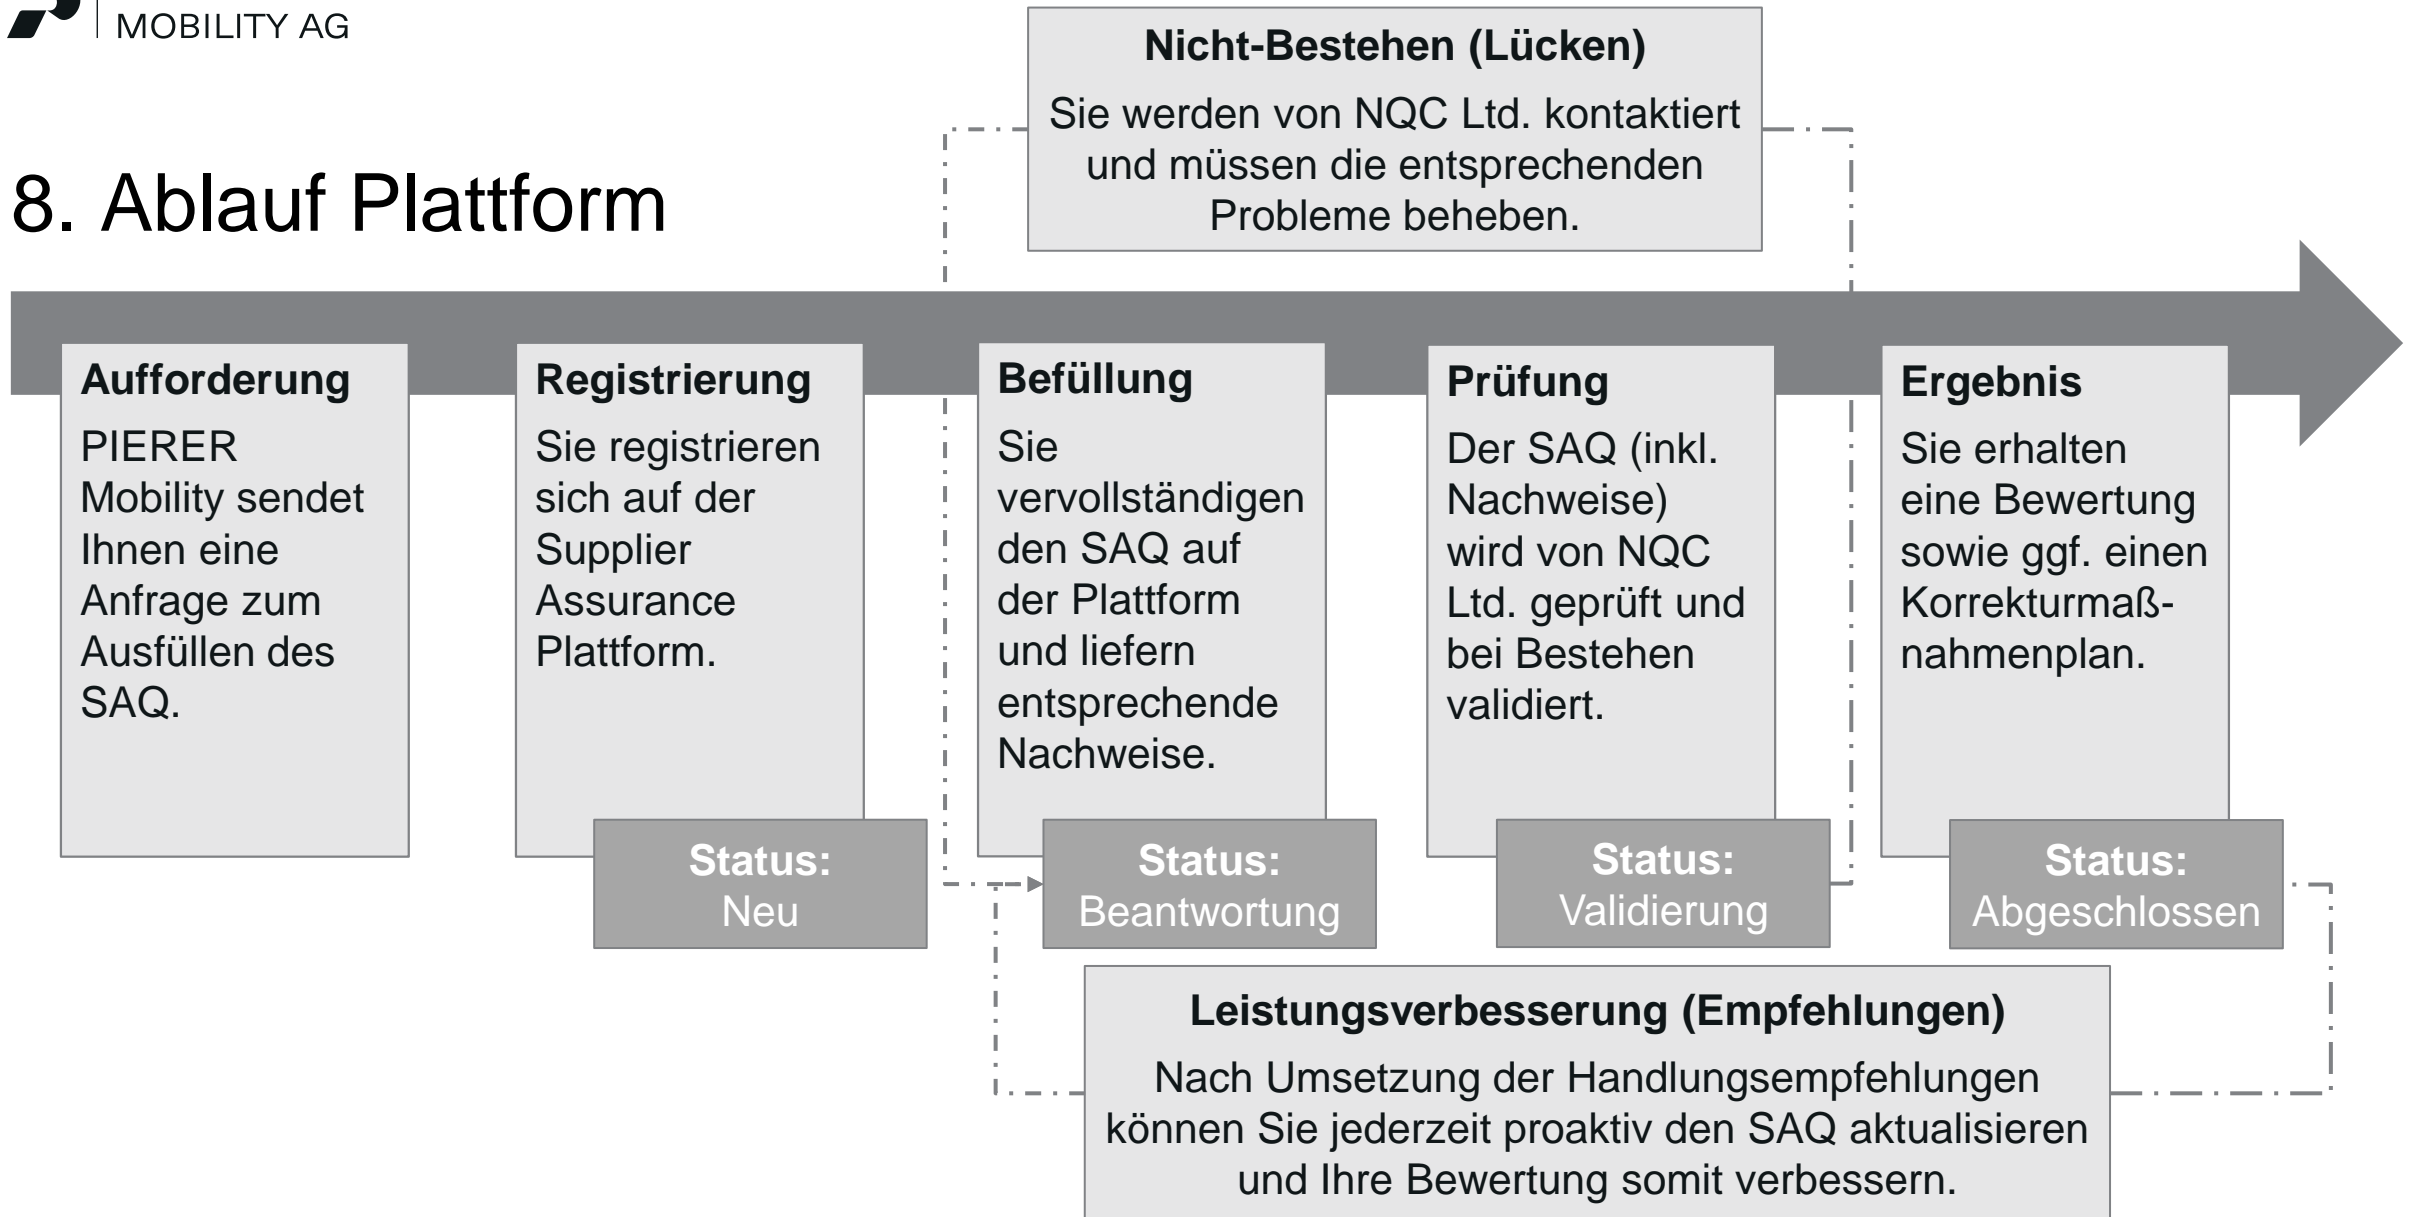 MOBILITY AG
8. Ablauf Plattform
Nicht-Bestehen (Lücken)
Sie werden von NQC Ltd. kontaktiert
und müssen die entsprechenden
Probleme beheben.
Aufforderung
PIERER
Mobility sendet
Ihnen eine
Anfrage zum
Ausfüllen des
SAQ.
Registrierung
Sie registrieren
sich auf der
Supplier
Assurance
Plattform.
Status:
Neu
Befüllung
Sie
vervollständigen
den SAQ auf
der Plattform
und liefern
entsprechende
Nachweise.
Status:
Beantwortung
Prüfung
Der SAQ (inkl.
Nachweise)
wird von NQC
Ltd. geprüft und
bei Bestehen
validiert.
Status:
Validierung
Ergebnis
Sie erhalten
eine Bewertung
sowie ggf. einen
Korrekturmaß-
nahmenplan.
Status:
Abgeschlossen
Leistungsverbesserung (Empfehlungen)
Nach Umsetzung der Handlungsempfehlungen
können Sie jederzeit proaktiv den SAQ aktualisieren
und Ihre Bewertung somit verbessern.